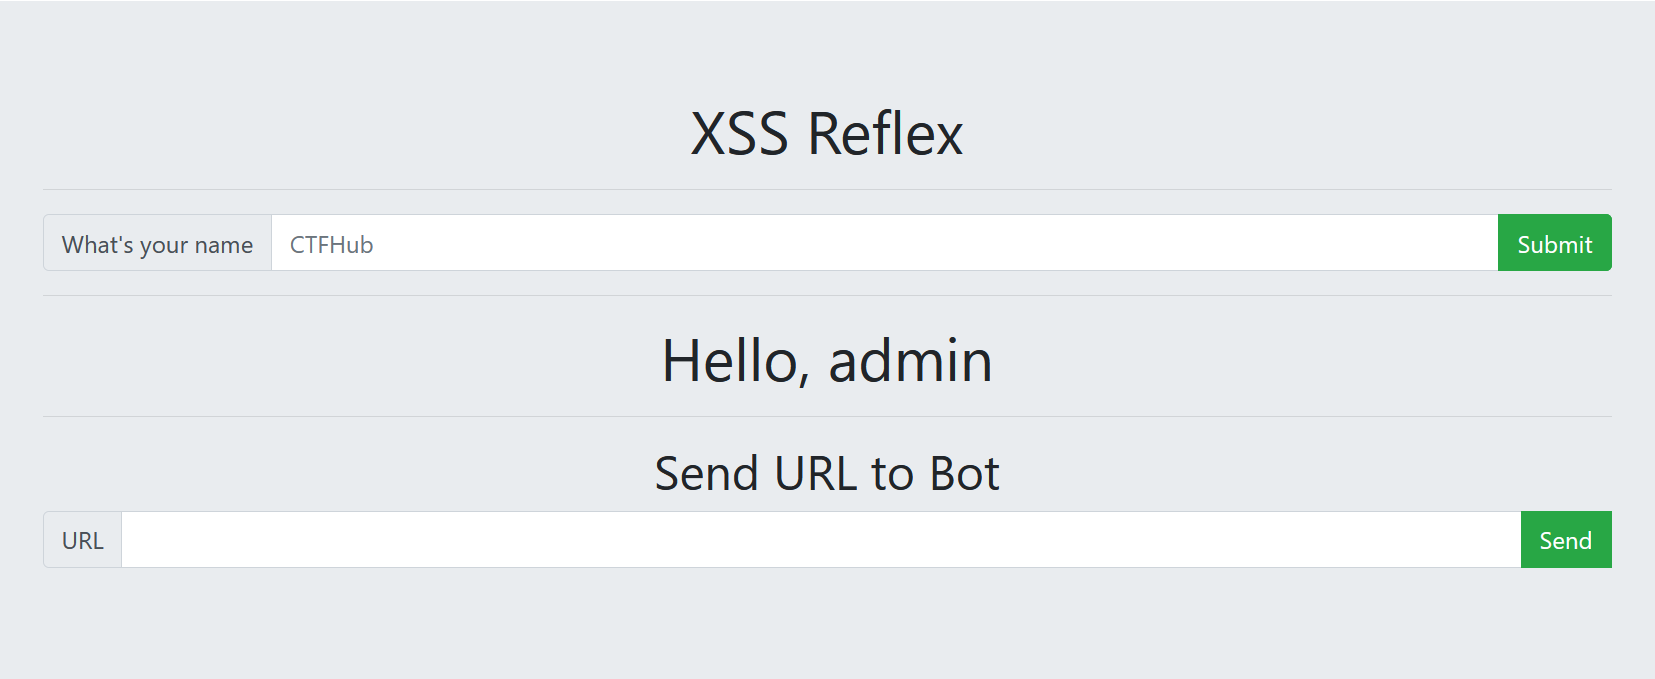 XSS Reflex
What's your name CTFHub Submit
Hello, admin
Send URL to Bot
URL Send